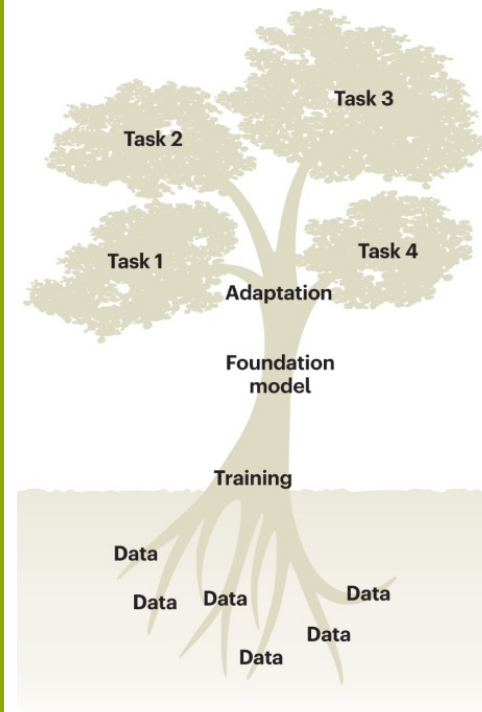 Task 3
Task 2
Task 4
Task 1
Adaptation
Foundation
model
Training
Data
Data
Data
Data
Data
Data